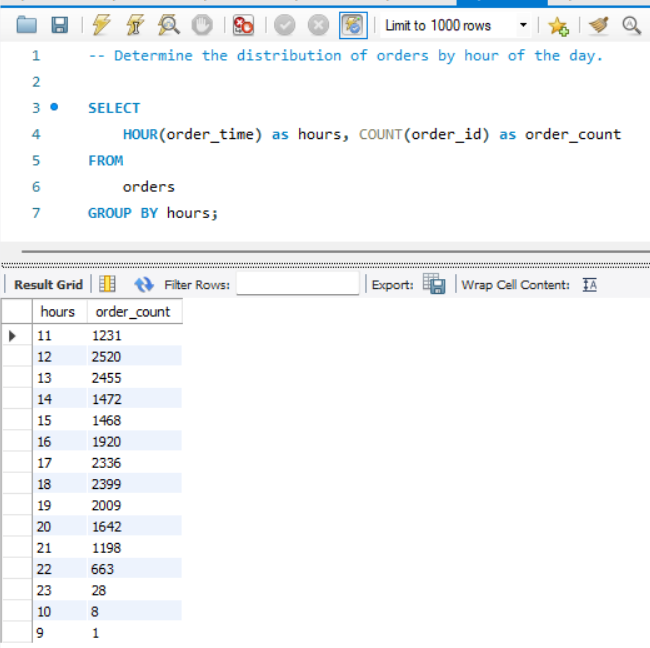 Limit to 1000 rows
1 -- Determine the distribution of orders by hour of the day.
2
3 SELECT
4 HOUR(order_time) as hours, COUNT(order_id) as order_count
5 FROM
6 orders
7 GROUP BY hours;
Result Grid Filter Rows: Export: Wrap Cell Content: IA
hours order_count
11 1231
12 2520
13 2455
14 1472
15 1468
16 1920
17 2336
18 2399
19 2009
20 1642
21 1198
22 663
23 28
10 8
9 1